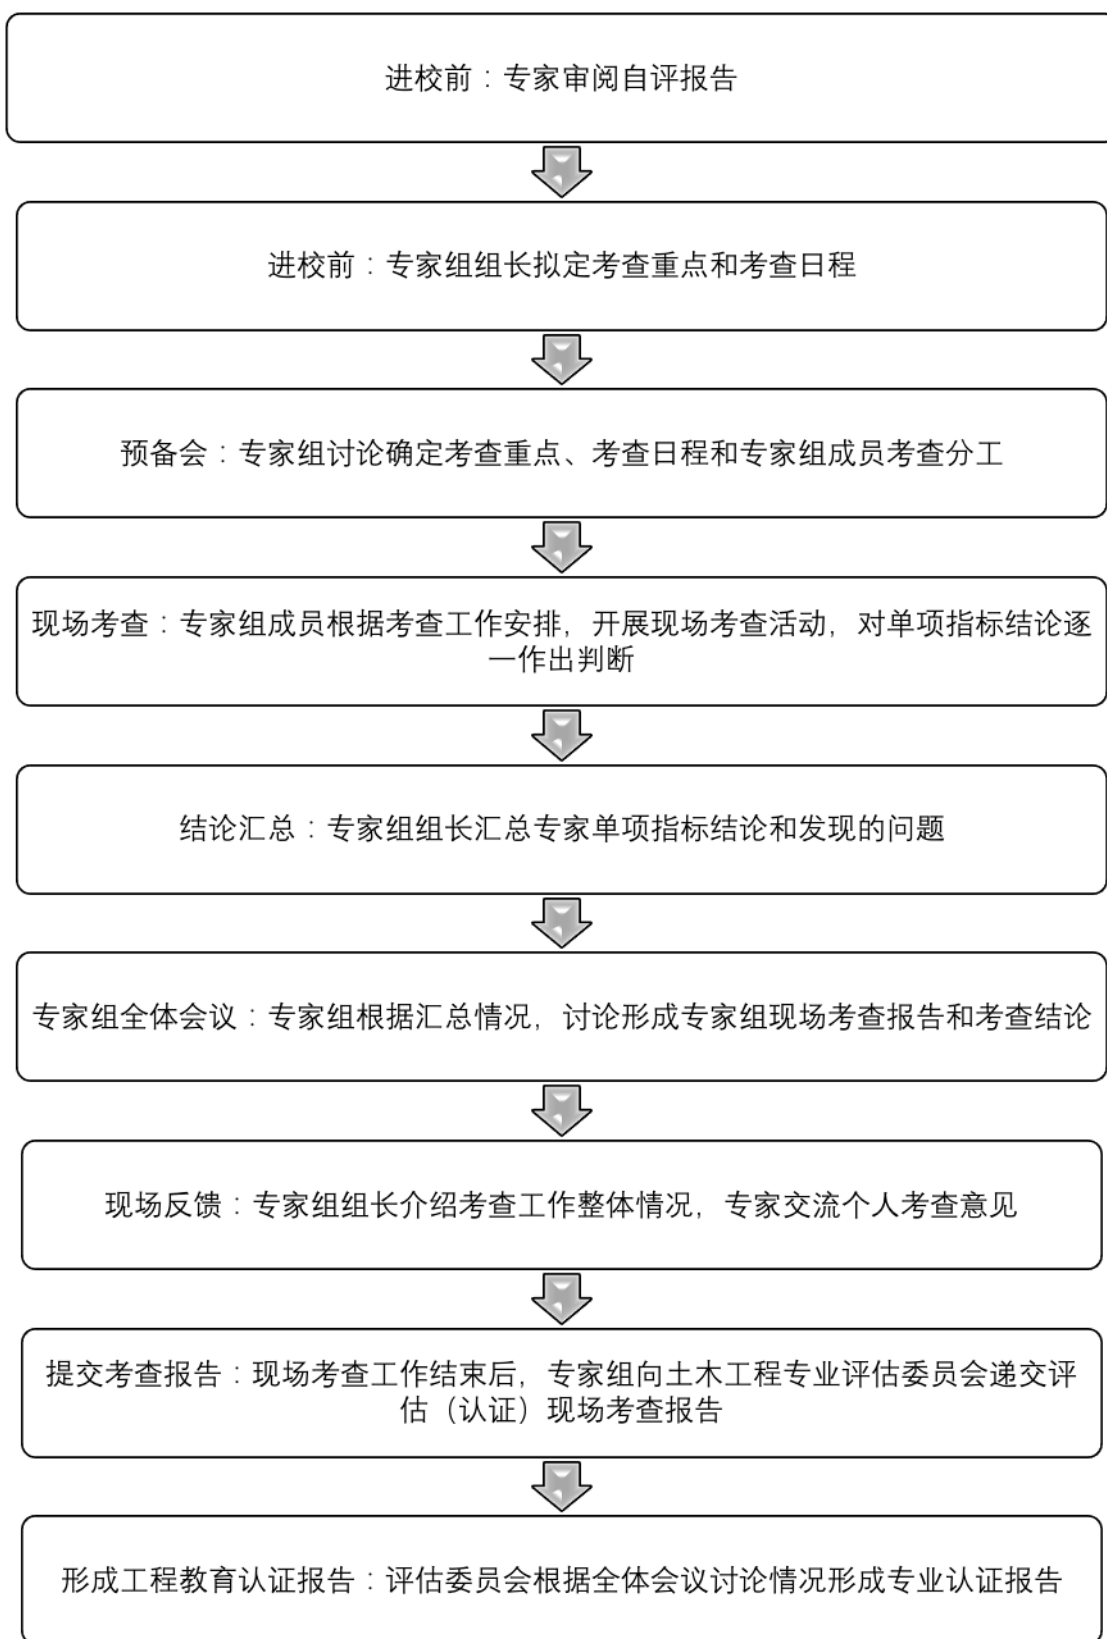 进校前：专家审阅自评报告
进校前：专家组组长拟定考查重点和考查日程
预备会：专家组讨论确定考查重点、考查日程和专家组成员考查分工
现场考查：专家组成员根据考查工作安排，开展现场考查活动，对单项指标结论逐
一作出判断
结论汇总：专家组组长汇总专家单项指标结论和发现的问题
专家组全体会议：专家组根据汇总情况，讨论形成专家组现场考查报告和考查结论
现场反馈：专家组组长介绍考查工作整体情况，专家交流个人考查意见
提交考查报告：现场考查工作结束后，专家组向土木工程专业评估委员会递交评
估（认证）现场考查报告
形成工程教育认证报告：评估委员会根据全体会议讨论情况形成专业认证报告